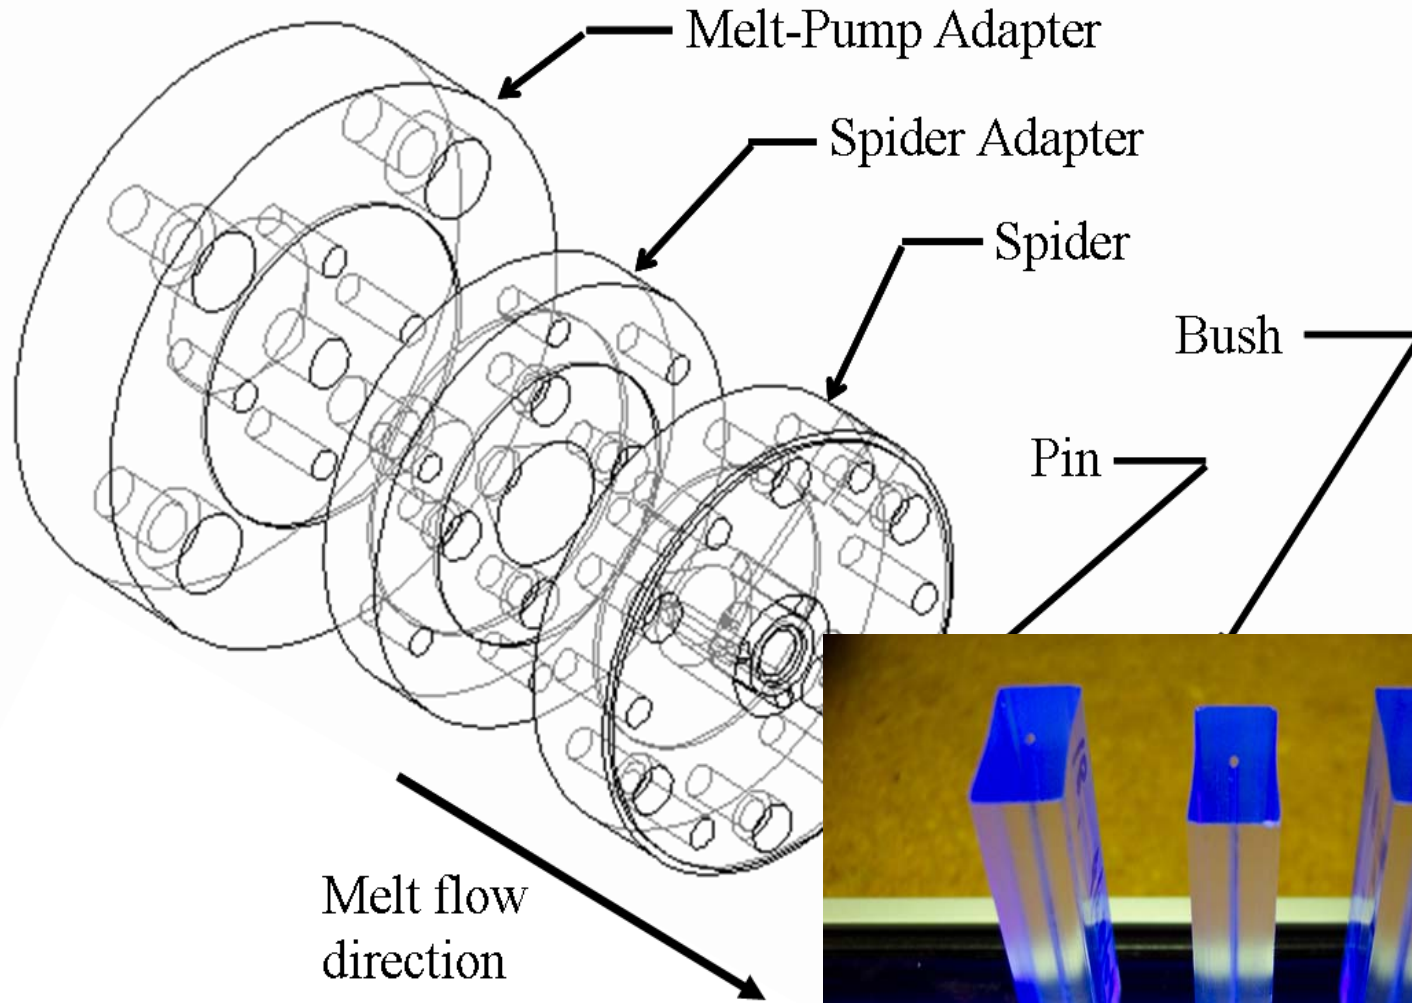 Melt-Pump Adapter
Spider Adapter
Spider
Bush
Pin
Melt flow
direction